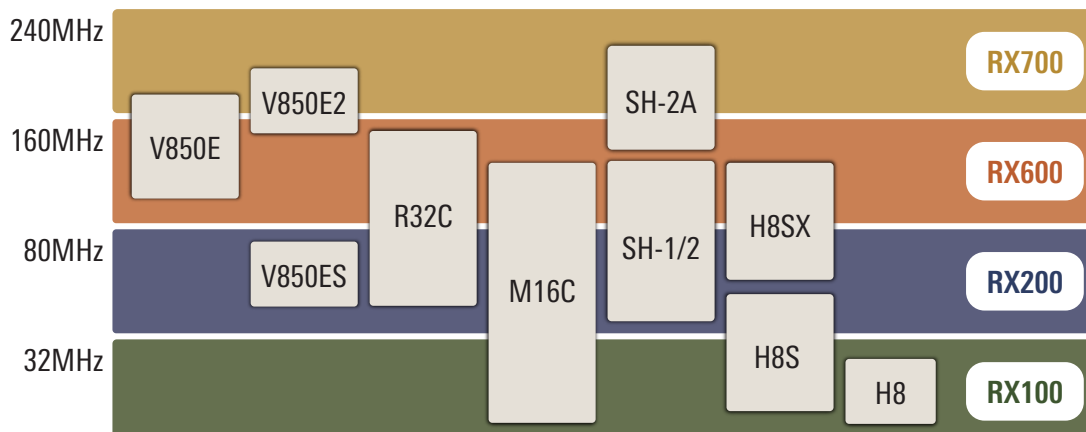 240MHz
RX700
V850E2
SH-2A
V850E
160MHz
RX600
R32C
H8SX
80MHz
SH-1/2
V850ES
RX200
M16C
32MHz
H8S
H8
RX100